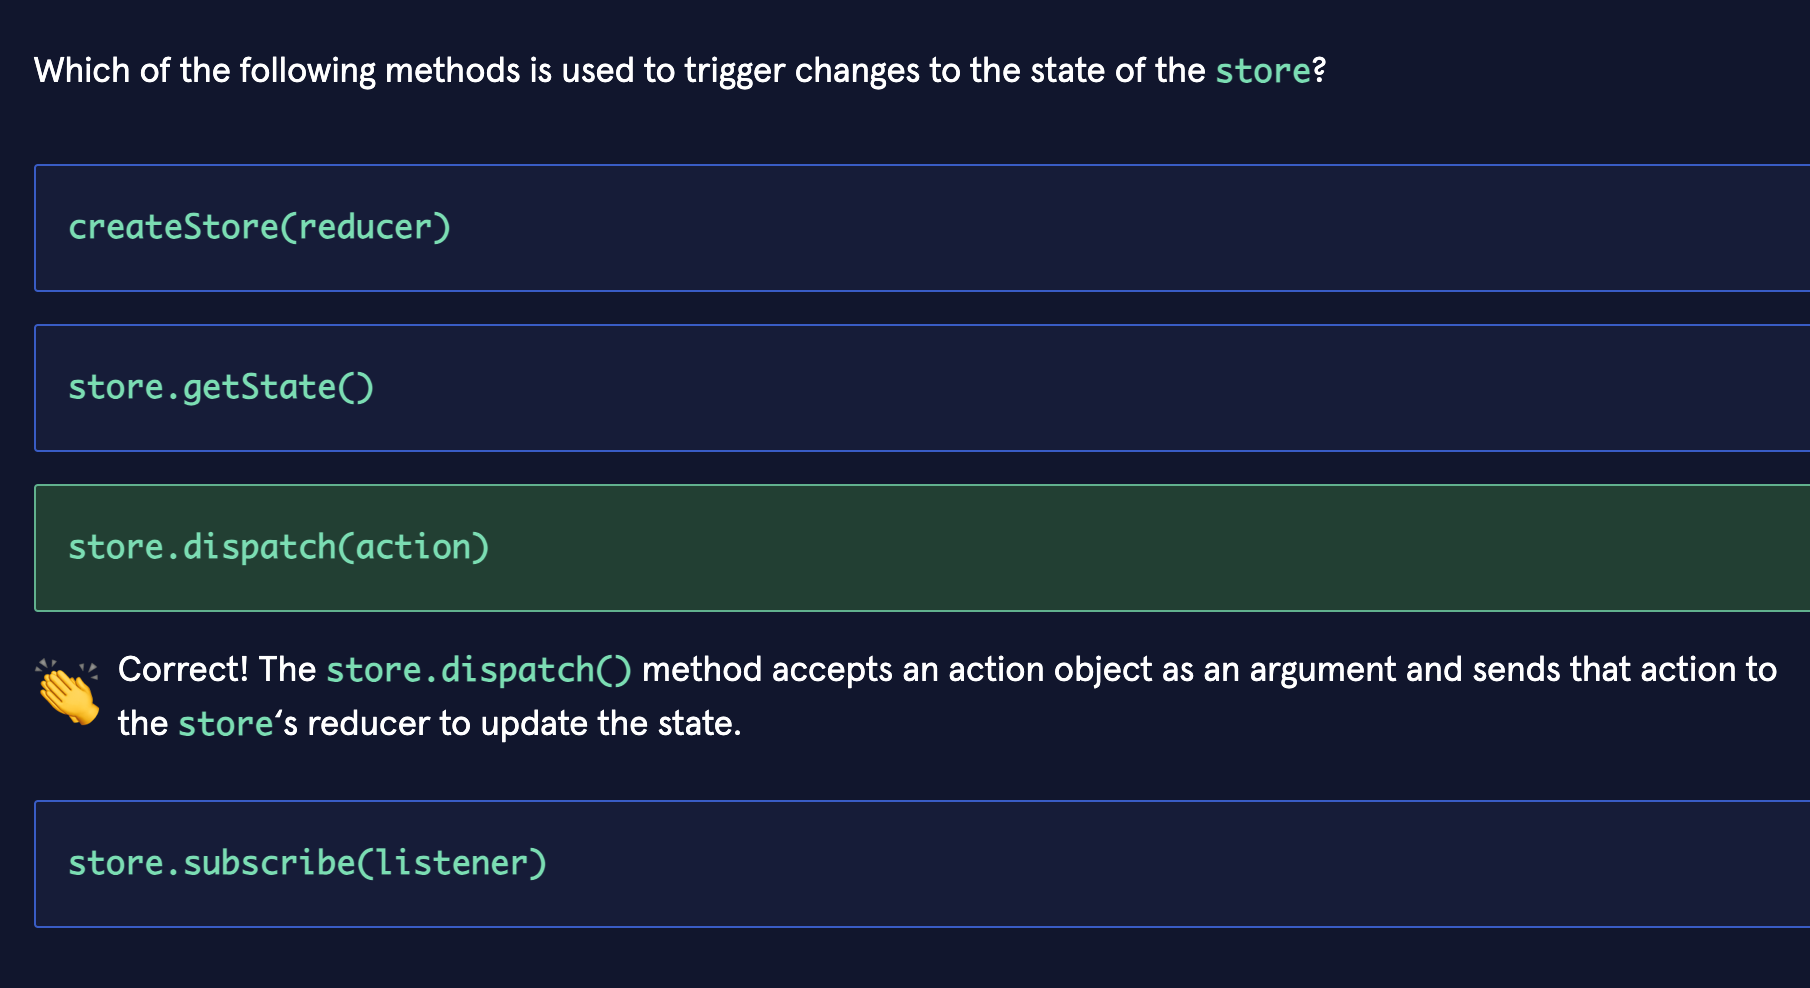 Which of the following methods is used to trigger changes to the state of the store?
createStore(reducer)
store.getState()
store.dispatch(action)
Correct! The store.dispatch() method accepts an action object as an argument and sends that action to
the store‘s reducer to update the state.
store.subscribe(listener)